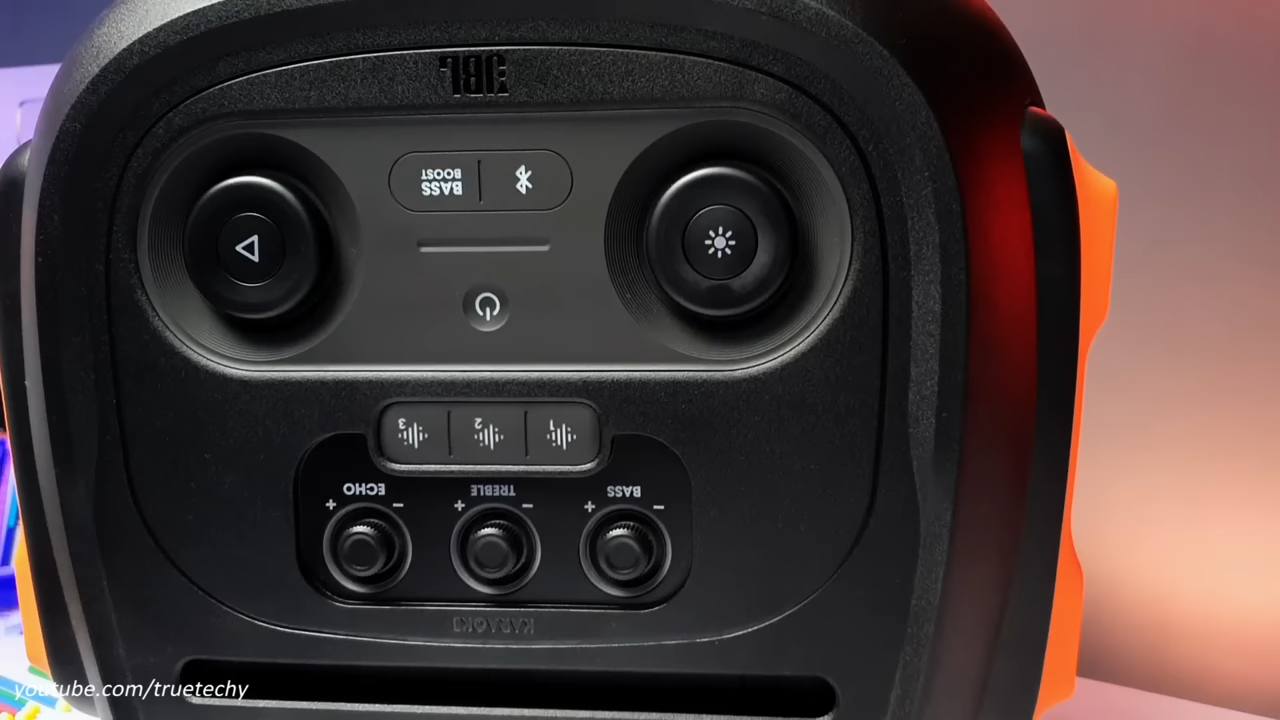 JBL
BASS
BOOST
1 2 3
BASS TREBLE ECHO
- + - + - +
KARAOKE
youtube.com/truetechy